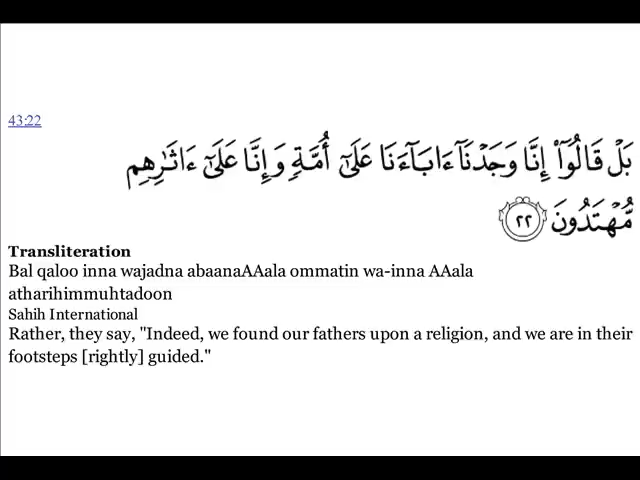 43:22
بَلْ قَالُوٓا۟ إِنَّا وَجَدْنَآ ءَابَآءَنَا عَلَىٰٓ أُمَّةٍ وَإِنَّا عَلَىٰٓ ءَاثَـٰرِهِم
مُّهْتَدُونَ ٢٢
Transliteration
Bal qaloo inna wajadna abaanaAAala ommatin wa-inna AAala
atharihimmuhtadoon
Sahih International
Rather, they say, "Indeed, we found our fathers upon a religion, and we are in their
footsteps [rightly] guided."